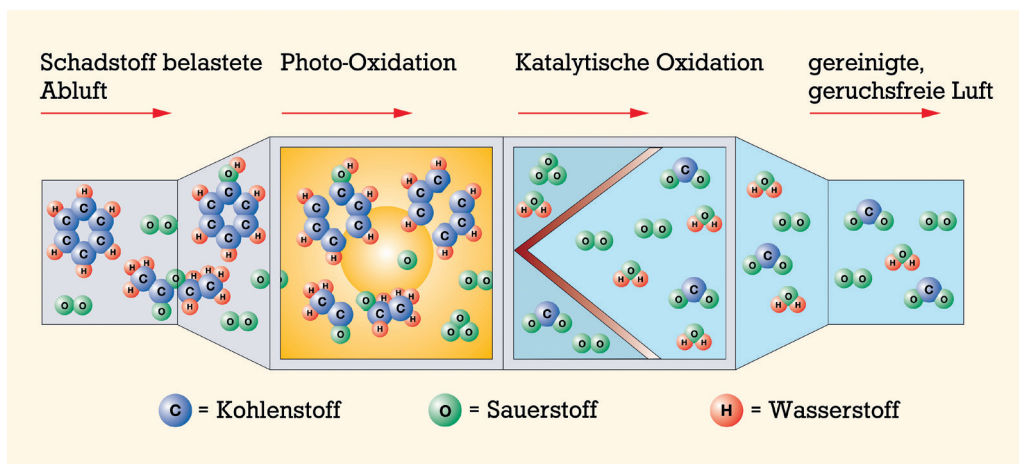 Schadstoff belastete
Abluft
Photo-Oxidation
Katalytische Oxidation
gereinigte,
geruchsfreie Luft
C = Kohlenstoff
O = Sauerstoff
H = Wasserstoff